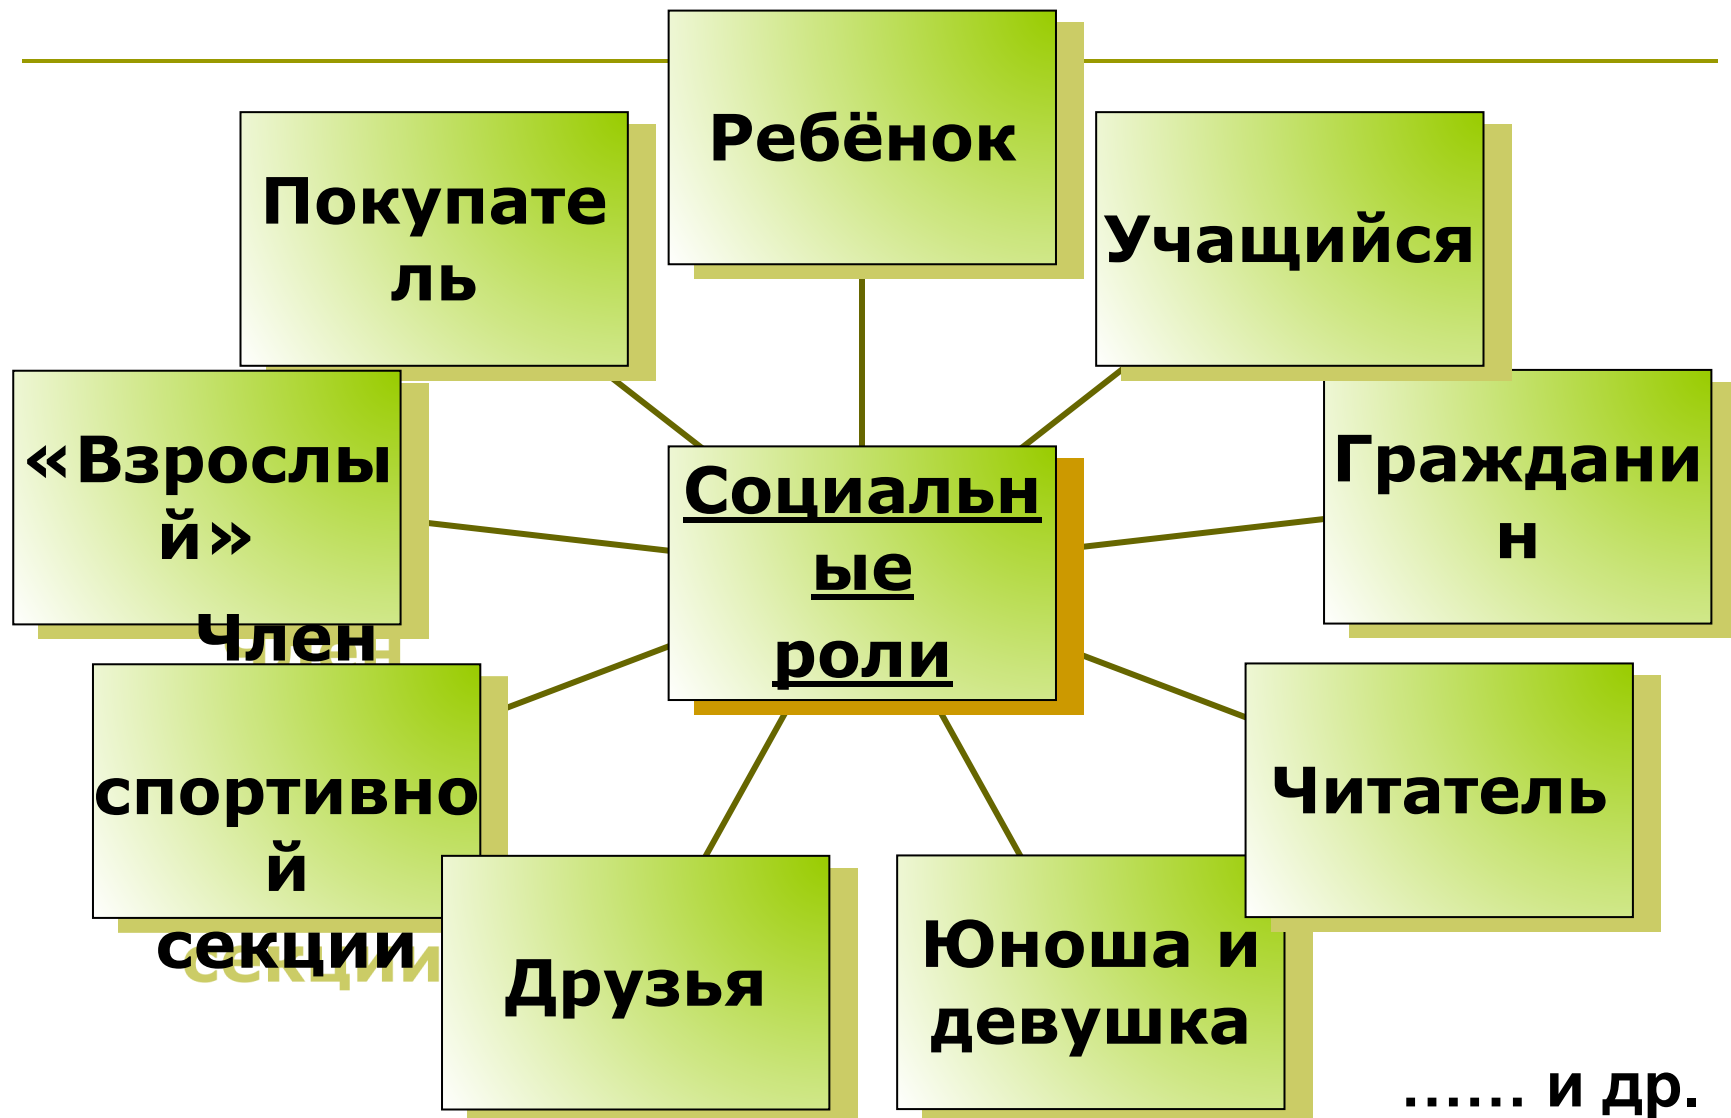 Ребёнок
Покупате
ль
Учащийся
«Взрослы
й»
Социальн
ые
роли
Граждани
н
Член
спортивно
й
секции
Читатель
Друзья
Юноша и
девушка
...... и др.